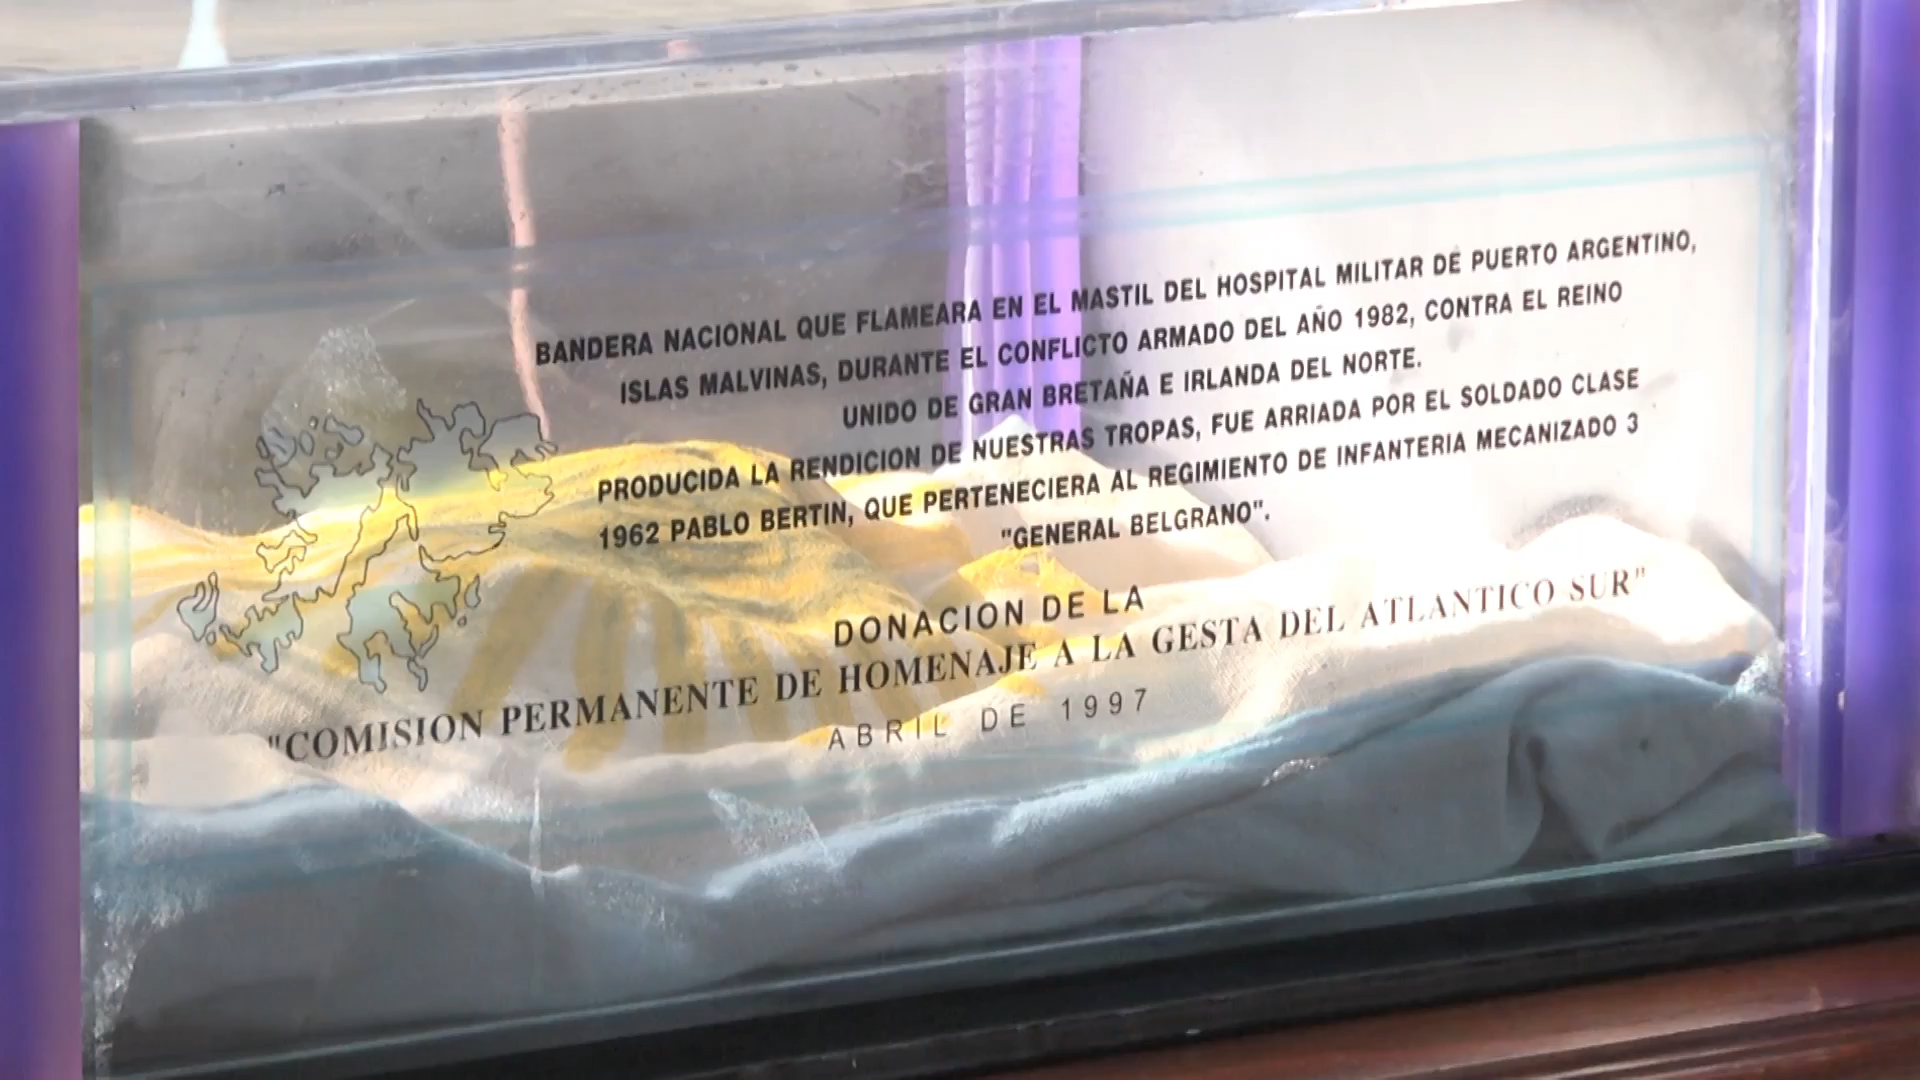 BANDERA NACIONAL QUE FLAMEARA EN EL MASTIL DEL HOSPITAL MILITAR DE PUERTO ARGENTINO,
ISLAS MALVINAS, DURANTE EL CONFLICTO ARMADO DEL AÑO 1982, CONTRA EL REINO
UNIDO DE GRAN BRETAÑA E IRLANDA DEL NORTE.
PRODUCIDA LA RENDICION DE NUESTRAS TROPAS, FUE ARRIADA POR EL SOLDADO CLASE
1962 PABLO BERTIN, QUE PERTENECIERA AL REGIMIENTO DE INFANTERIA MECANIZADO 3
"GENERAL BELGRANO".
DONACION DE LA
"COMISION PERMANENTE DE HOMENAJE A LA GESTA DEL ATLANTICO SUR"
ABRIL DE 1997